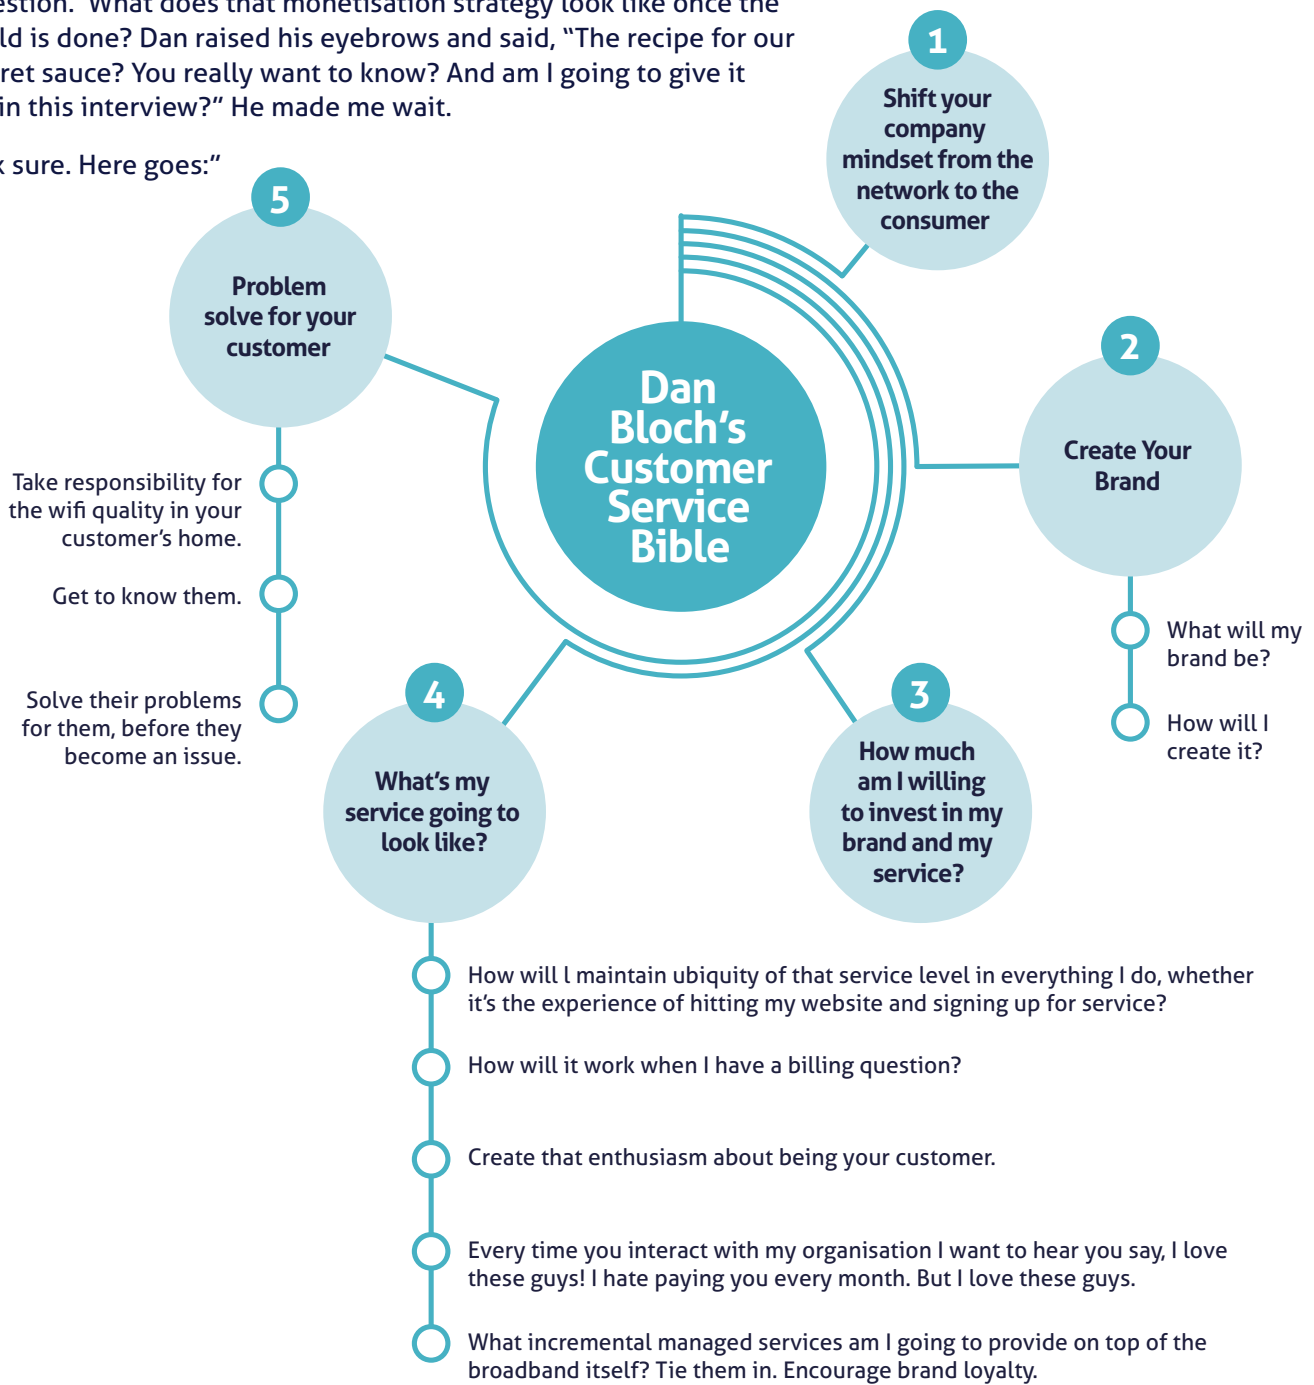 What does that monetisation strategy look like once the
is done? Dan raised his eyebrows and said, “The recipe for our
sauce? You really want to know? And am I going to give it
in this interview?” He made me wait.
sure. Here goes:”
1
Shift your
company
mindset from the
network to the
consumer
2
Create Your
Brand
What will my
brand be?
How will I
create it?
3
How much
am I willing
to invest in my
brand and my
service?
4
What’s my
service going to
look like?
How will l maintain ubiquity of that service level in everything I do, whether
it’s the experience of hitting my website and signing up for service?
How will it work when I have a billing question?
Create that enthusiasm about being your customer.
Every time you interact with my organisation I want to hear you say, I love
these guys! I hate paying you every month. But I love these guys.
What incremental managed services am I going to provide on top of the
broadband itself? Tie them in. Encourage brand loyalty.
5
Problem
solve for your
customer
Take responsibility for
the wifi quality in your
customer’s home.
Get to know them.
Solve their problems
for them, before they
become an issue.
Dan
Bloch’s
Customer
Service
Bible